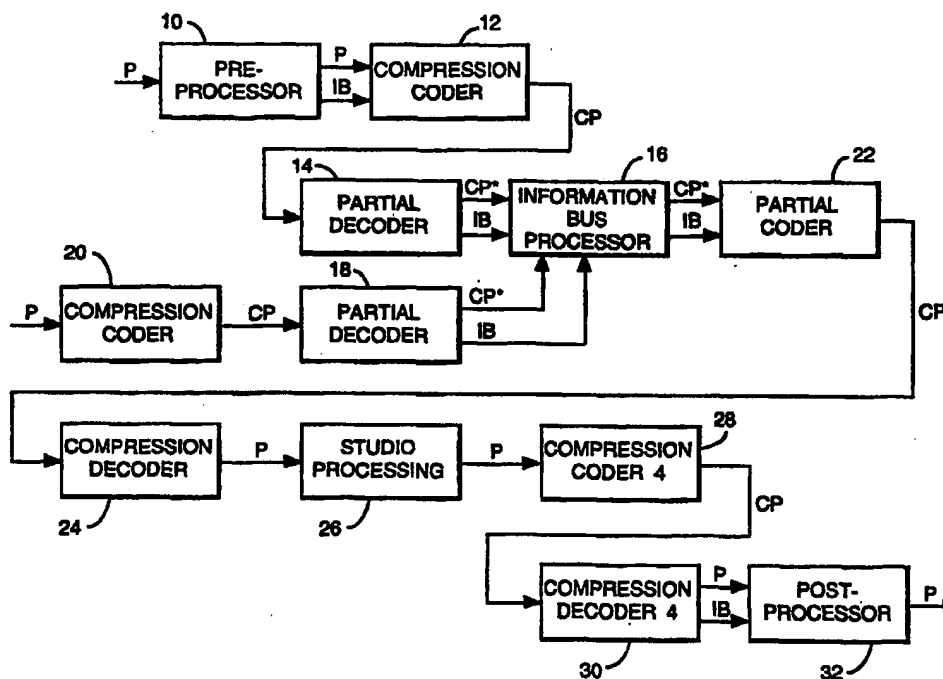 10
12
P
PRE-
PROCESSOR
P
IB
COMPRESSION
CODER
CP
14
16
22
PARTIAL
DECODER
CP*
IB
INFORMATION
BUS
PROCESSOR
CP*
IB
PARTIAL
CODER
20
18
P
COMPRESSION
CODER
CP
PARTIAL
DECODER
CP*
IB
CP
COMPRESSION
DECODER
P
STUDIO
PROCESSING
P
COMPRESSION
CODER 4
28
24
26
CP
COMPRESSION
DECODER 4
P
IB
POST-
PROCESSOR
P
30
32